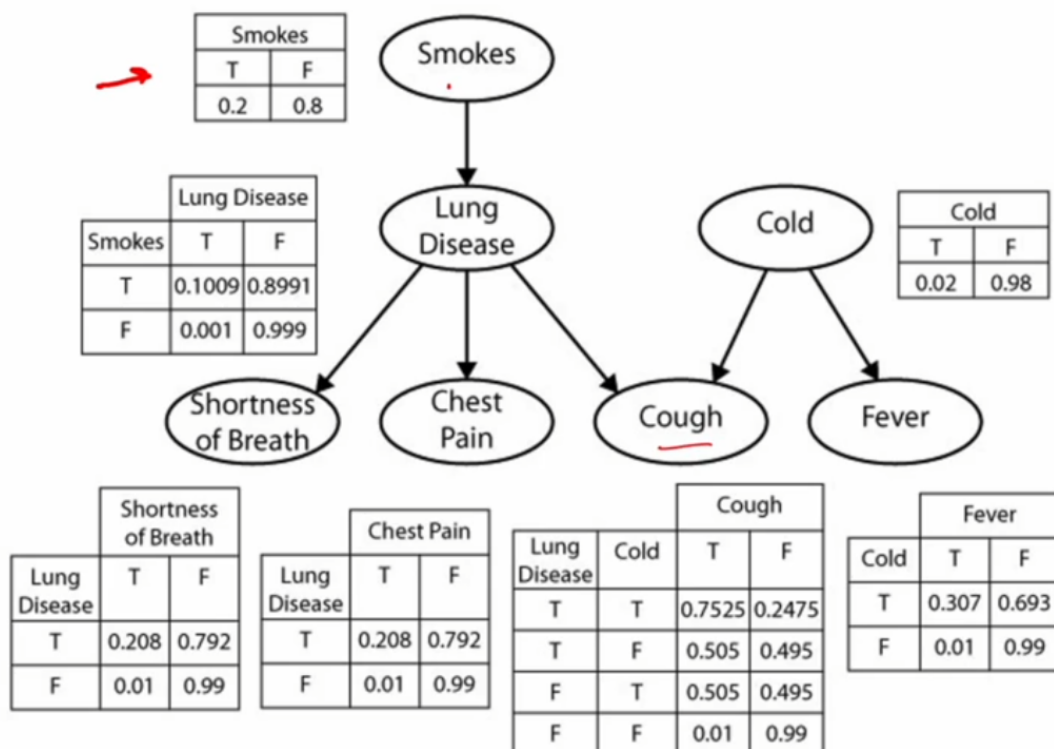 Smokes
T F
0.2 0.8
Smokes
Lung Disease
Smokes T F
T 0.1009 0.8991
F 0.001 0.999
Lung
Disease
Cold
Cold
T F
0.02 0.98
Shortness
of Breath
Chest
Pain
Cough
Fever
Shortness
of Breath
Lung
Disease
T F
T 0.208 0.792
F 0.01 0.99
Chest Pain
Lung
Disease
T F
T 0.208 0.792
F 0.01 0.99
Cough
Lung
Disease
Cold T F
T T 0.7525 0.2475
T F 0.505 0.495
F T 0.505 0.495
F F 0.01 0.99
Fever
Cold T F
T 0.307 0.693
F 0.01 0.99